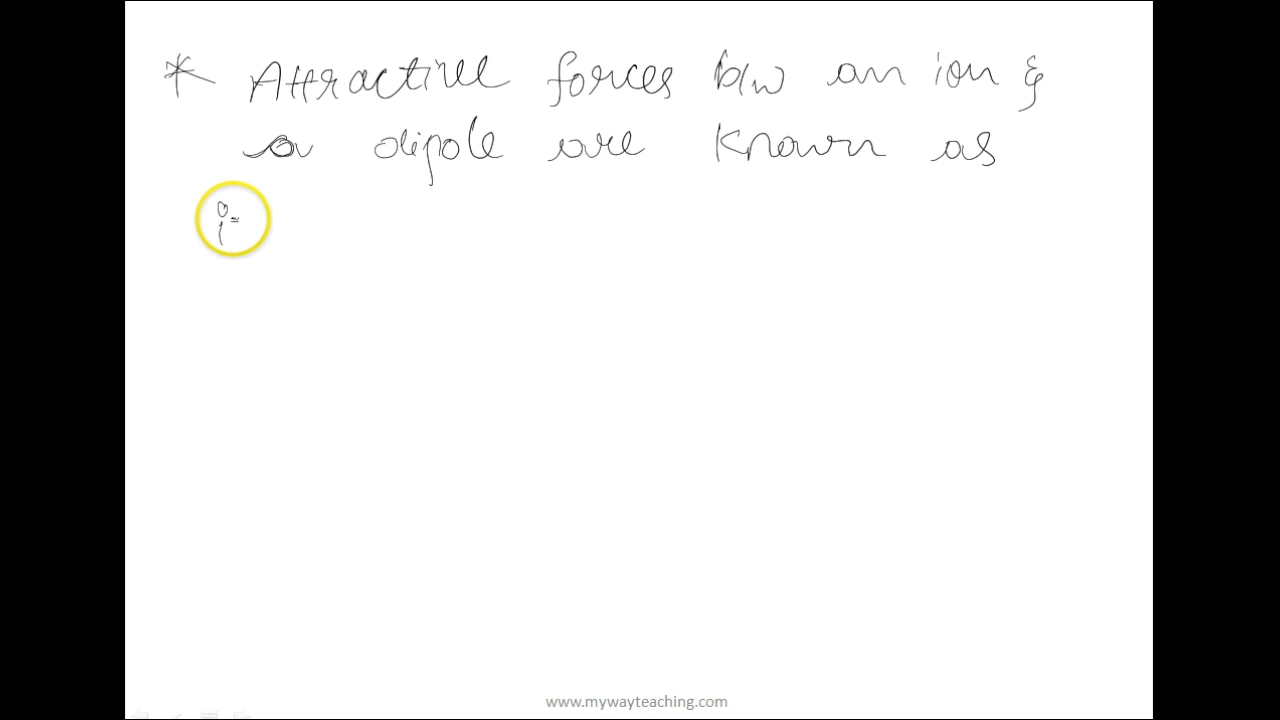 * Attractive forces b/w an ion &
a dipole are known as
i
www.mywayteaching.com